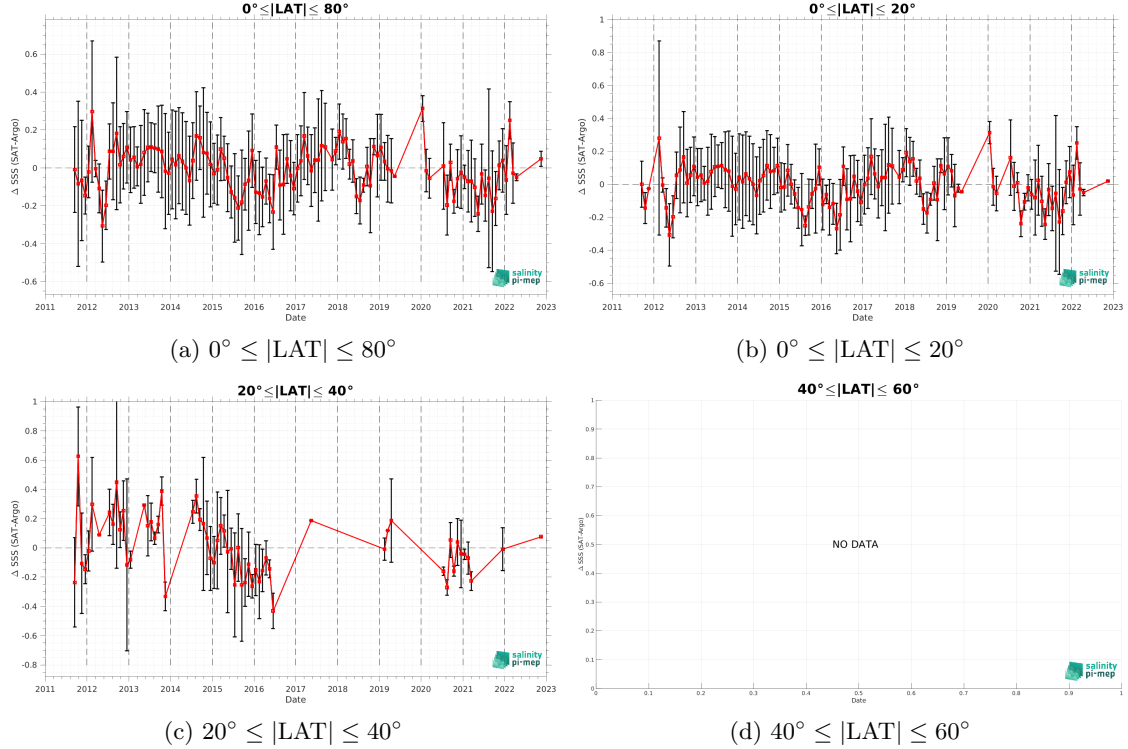 0°≤|LAT|≤ 80°
Δ SSS (SAT-Argo)
0.6
0.4
0.2
0
-0.2
-0.4
-0.6
2011 2012 2013 2014 2015 2016 2017 2018 2019 2020 2021 2022 2023
Date
salinity
pi-mep
(a) 0° ≤ |LAT| ≤ 80°
0°≤|LAT|≤ 20°
Δ SSS (SAT-Argo)
1
0.8
0.6
0.4
0.2
0
-0.2
-0.4
-0.6
2011 2012 2013 2014 2015 2016 2017 2018 2019 2020 2021 2022 2023
Date
salinity
pi-mep
(b) 0° ≤ |LAT| ≤ 20°
20°≤|LAT|≤ 40°
Δ SSS (SAT-Argo)
1
0.8
0.6
0.4
0.2
0
-0.2
-0.4
-0.6
-0.8
2011 2012 2013 2014 2015 2016 2017 2018 2019 2020 2021 2022 2023
Date
salinity
pi-mep
(c) 20° ≤ |LAT| ≤ 40°
40°≤|LAT|≤ 60°
Δ SSS (SAT-Argo)
1
0.9
0.8
0.7
0.6
0.5
0.4
0.3
0.2
0.1
0
NO DATA
0 0.1 0.2 0.3 0.4 0.5 0.6 0.7 0.8 0.9 1
Date
salinity
pi-mep
(d) 40° ≤ |LAT| ≤ 60°